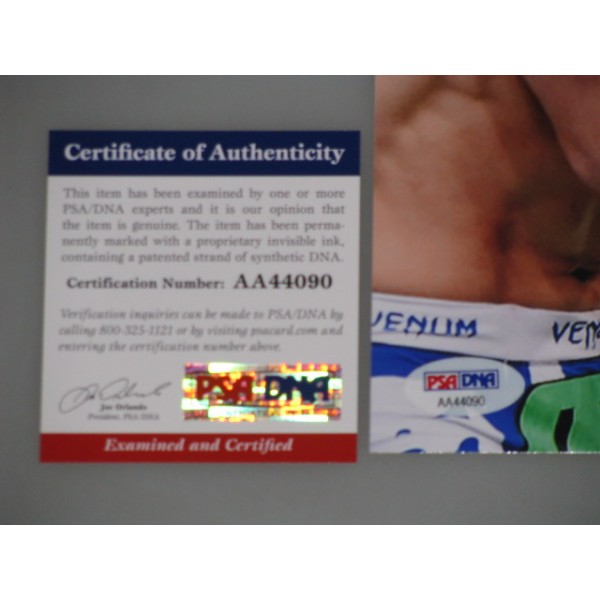 Certificate of Authenticity
This item has been examined by one or more
PSA/DNA experts and it is our opinion that
the item is genuine. The item has been perma-
nently marked with a proprietary invisible ink,
containing a patented strand of synthetic DNA.
Certification Number: AA44090
Verification inquiries can be made to PSA/DNA by
calling 800-325-1121 or by visiting psacard.com and
entering the certification number above.
PSA DNA
Joe Orlando
President, PSA/DNA
Examined and Certified
VENUM
VEN
PSA DNA
AA44090